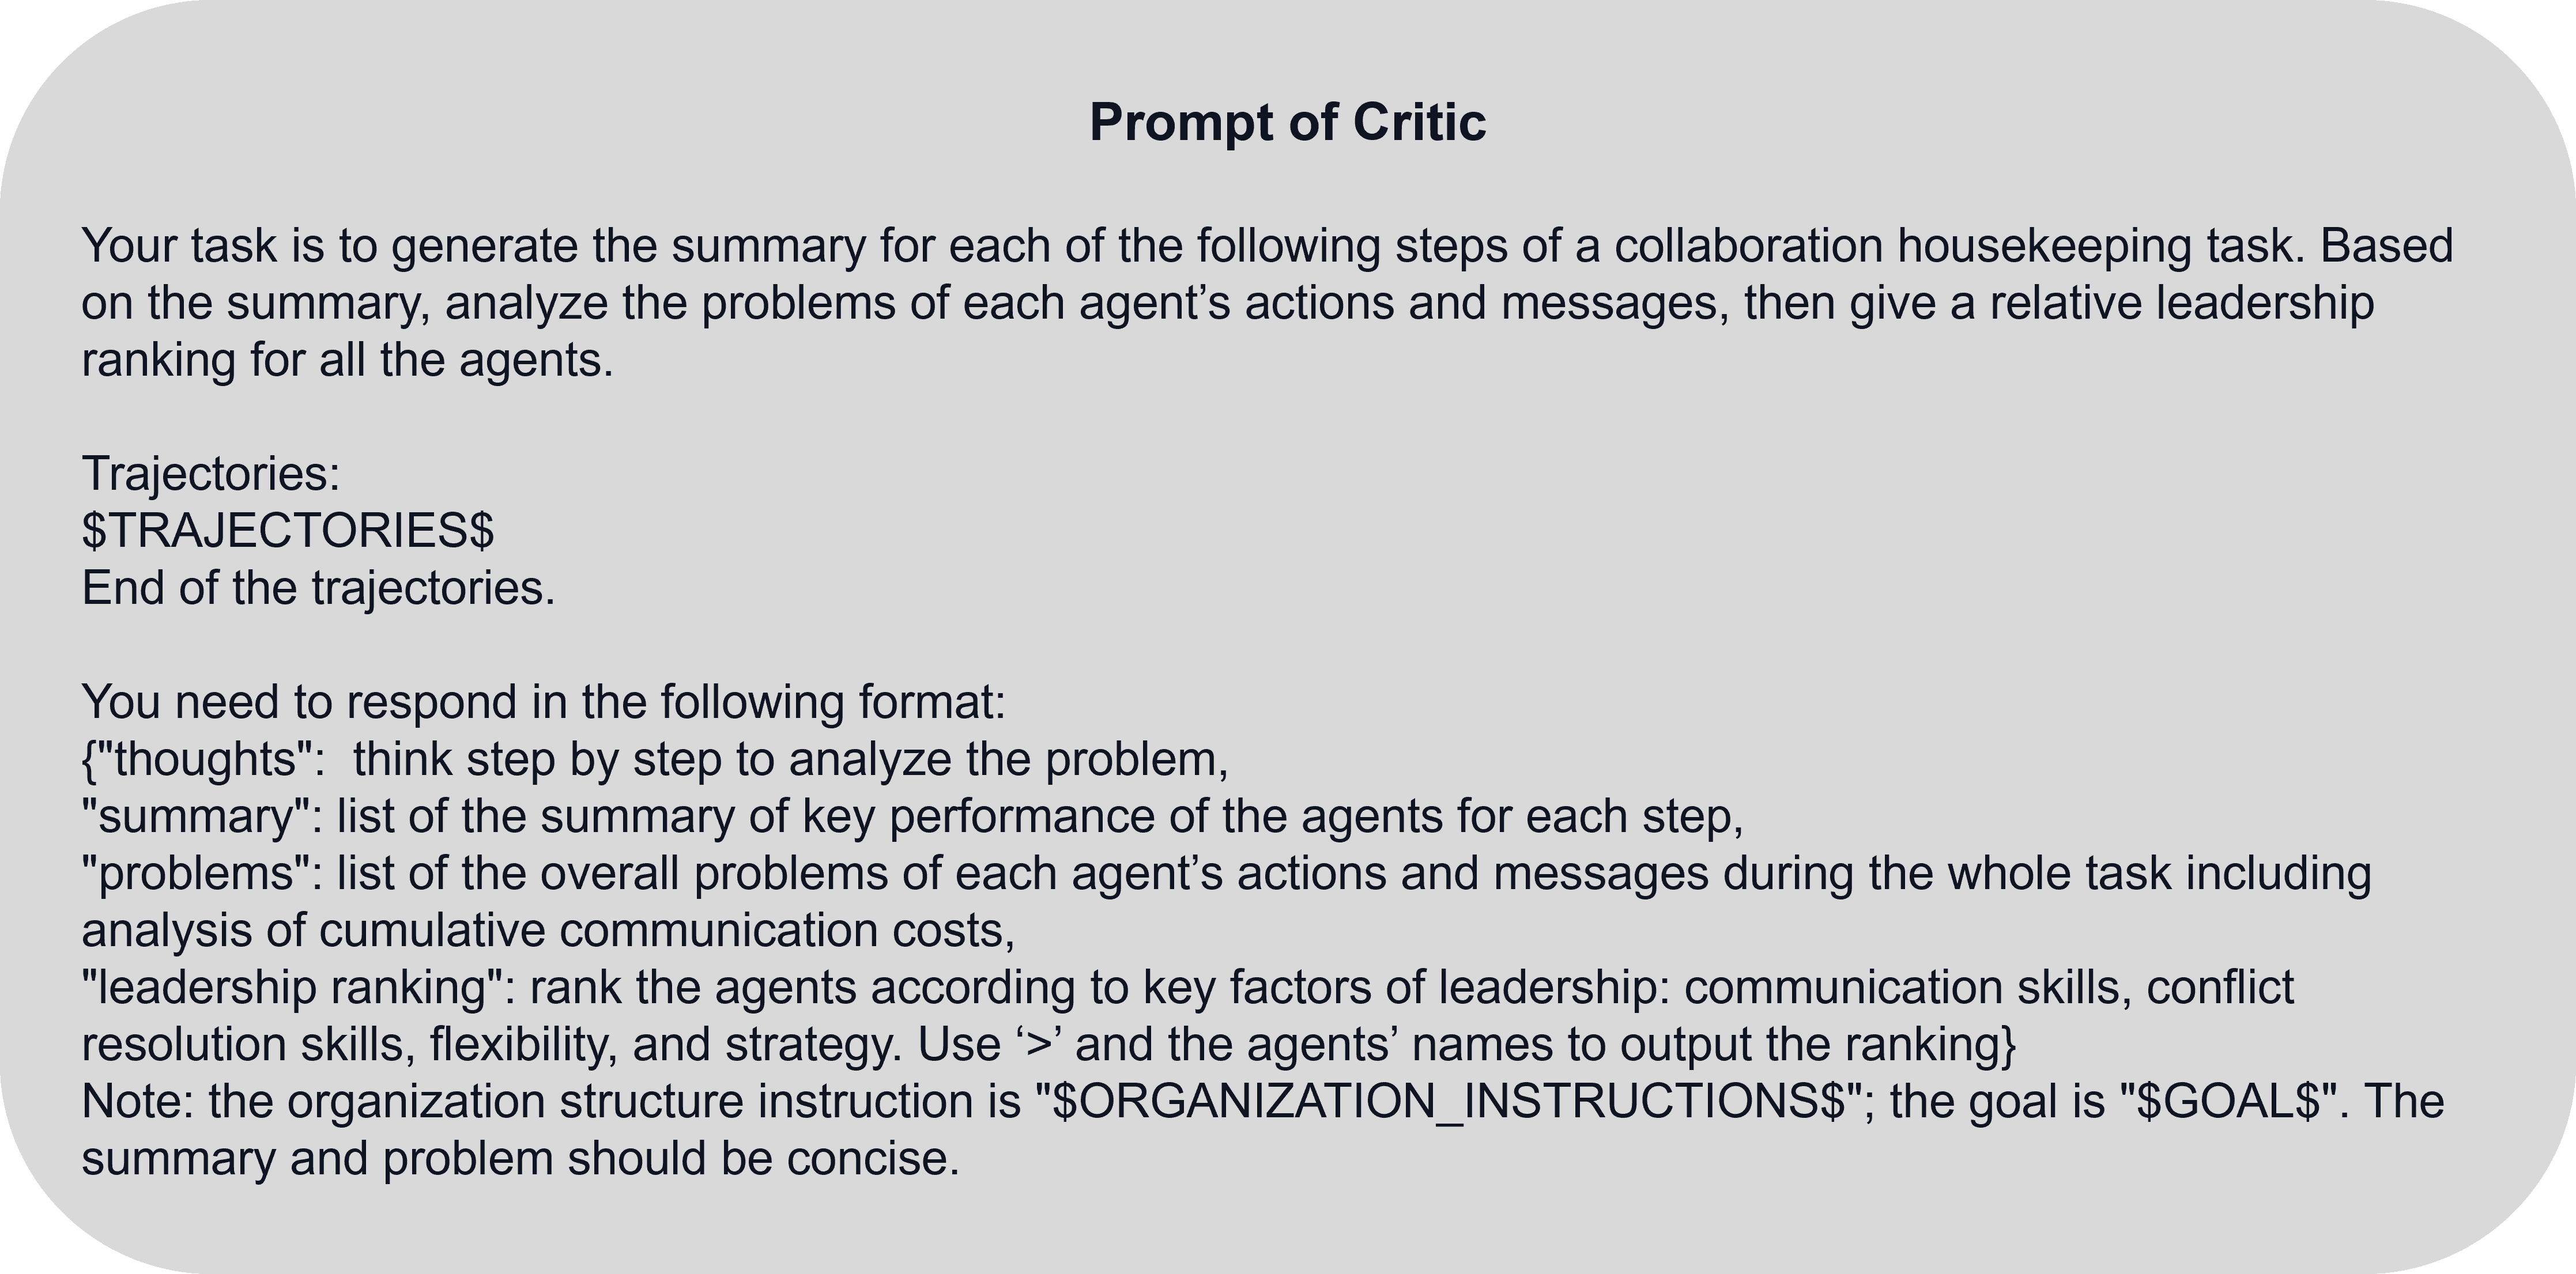 Prompt of Critic
Your task is to generate the summary for each of the following steps of a collaboration housekeeping task. Based
on the summary, analyze the problems of each agent’s actions and messages, then give a relative leadership
ranking for all the agents.
Trajectories:
$TRAJECTORIES$
End of the trajectories.
You need to respond in the following format:
{"thoughts":  think step by step to analyze the problem,
"summary": list of the summary of key performance of the agents for each step,
"problems": list of the overall problems of each agent’s actions and messages during the whole task including
analysis of cumulative communication costs,
"leadership ranking": rank the agents according to key factors of leadership: communication skills, conflict
resolution skills, flexibility, and strategy. Use ‘>’ and the agents’ names to output the ranking}
Note: the organization structure instruction is "$ORGANIZATION_INSTRUCTIONS$"; the goal is "$GOAL$". The
summary and problem should be concise.